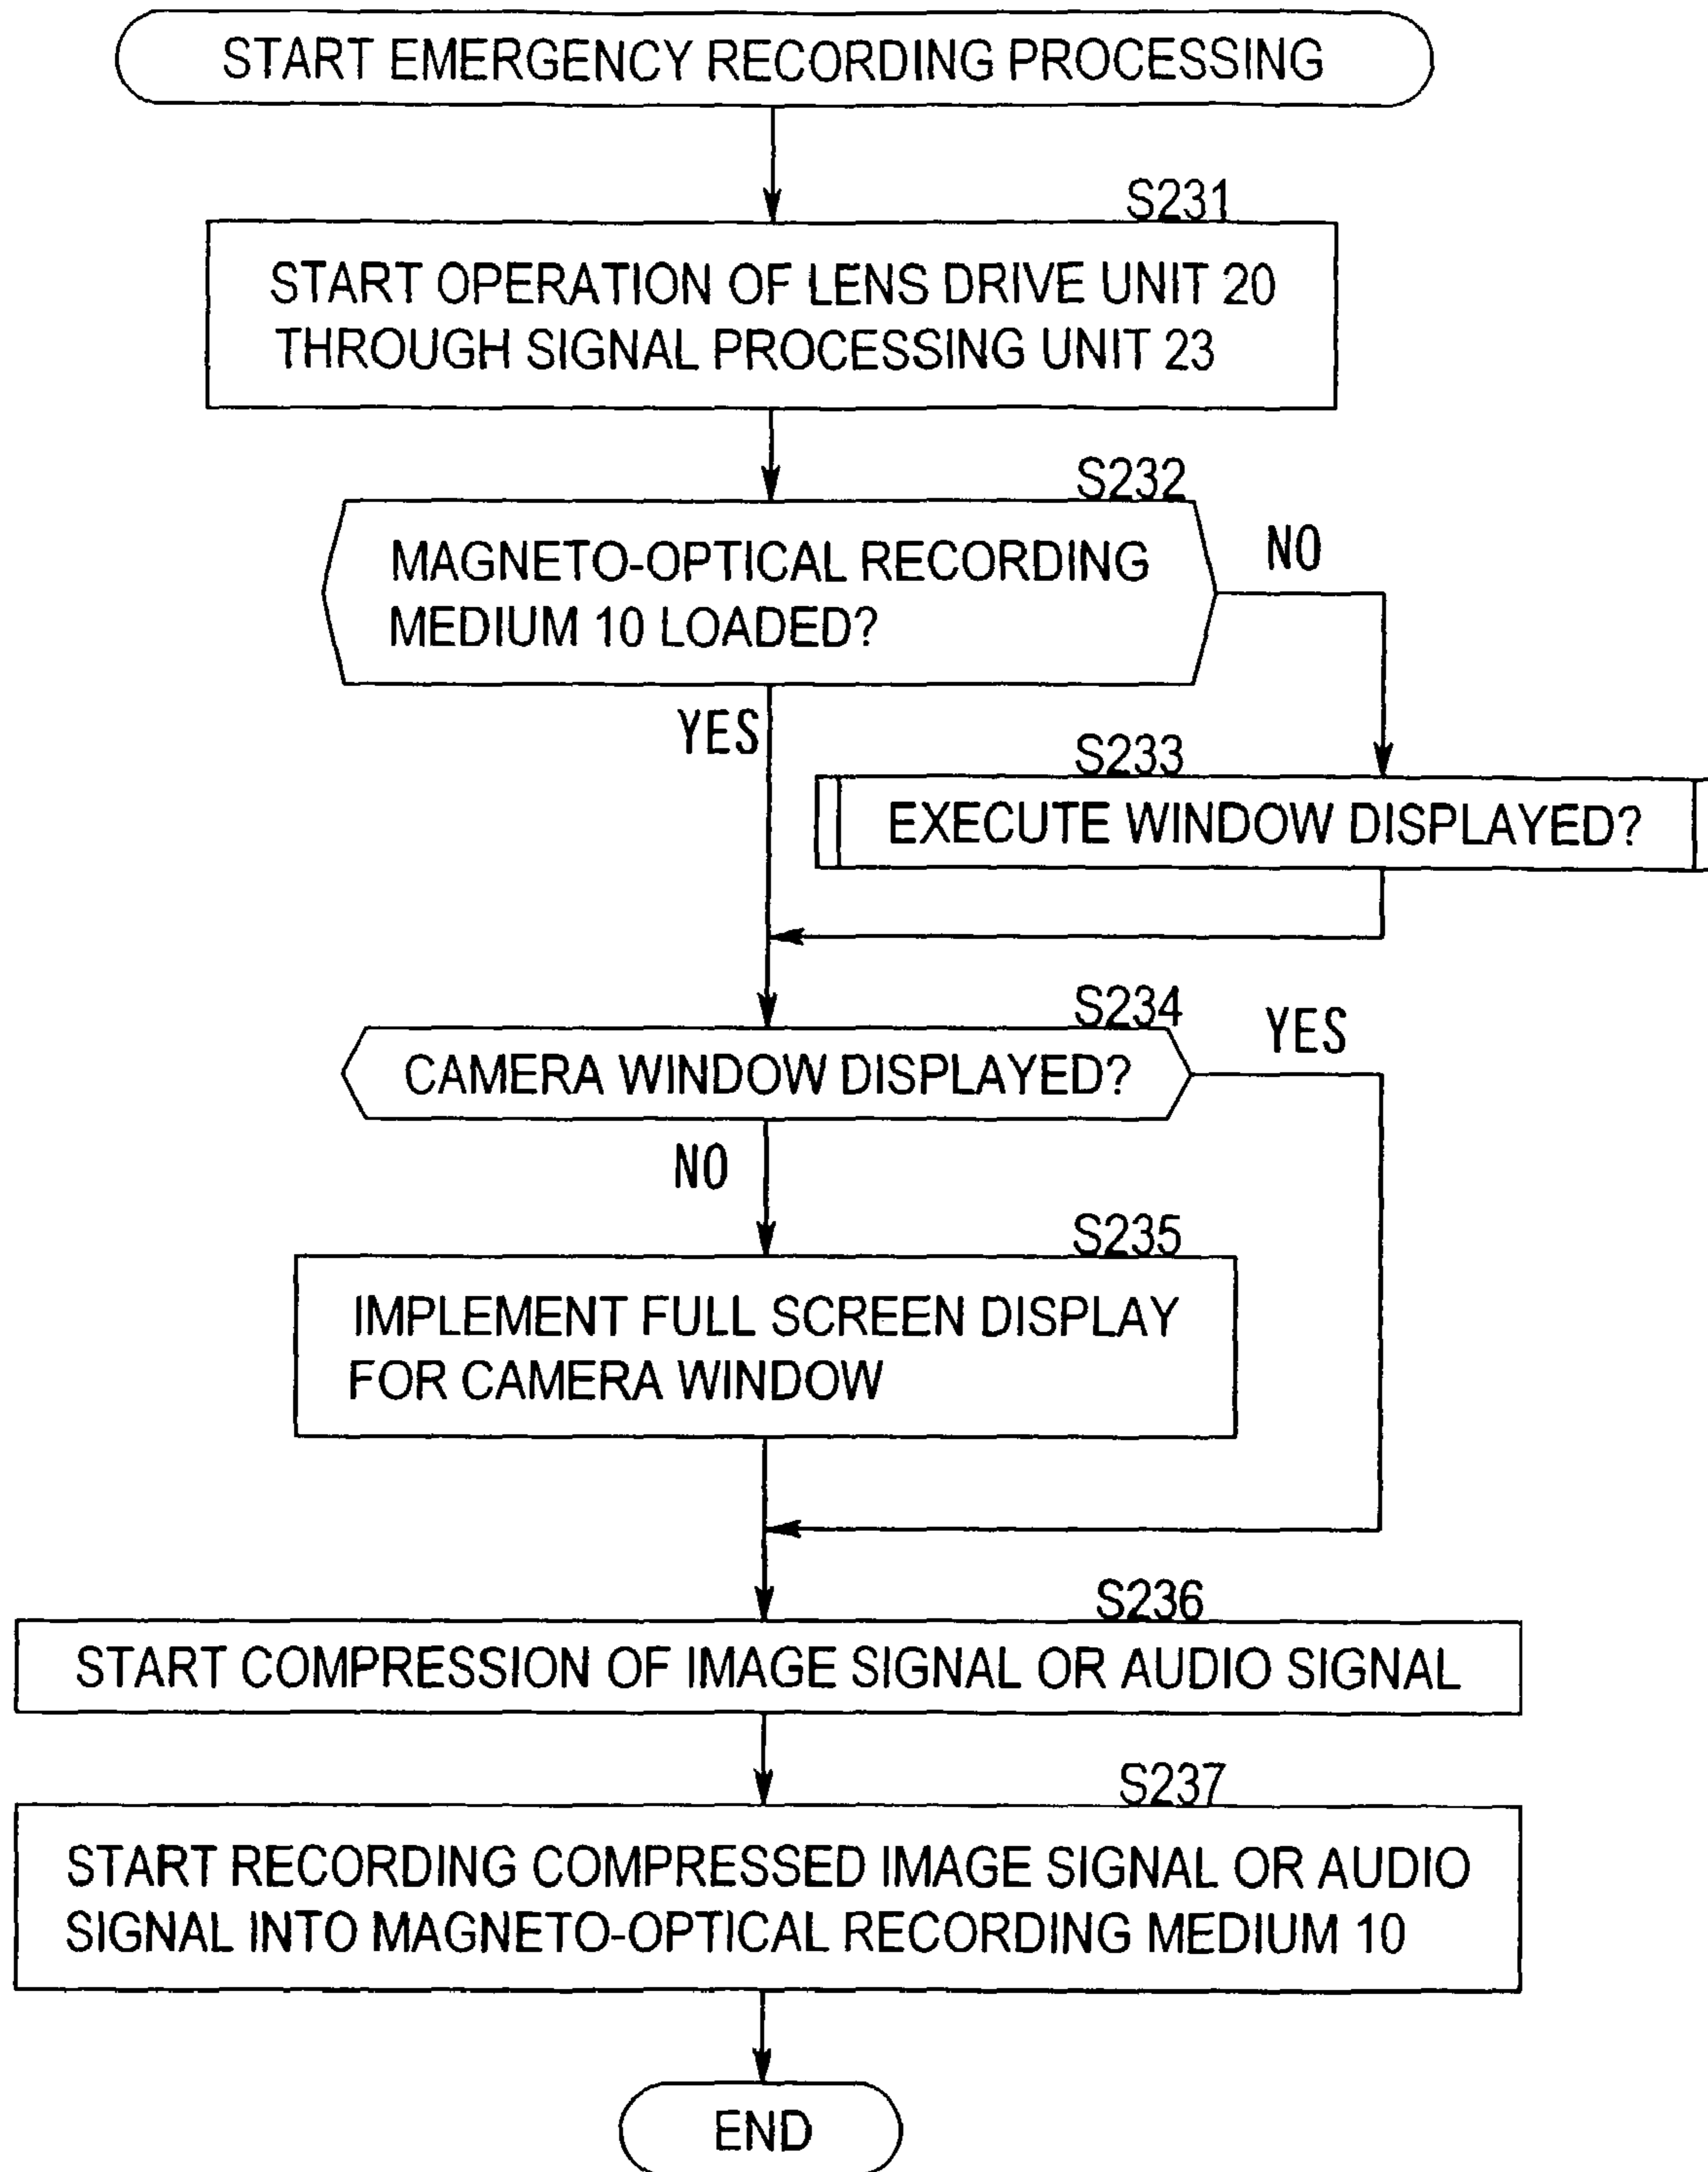 START EMERGENCY RECORDING PROCESSING
S231
START OPERATION OF LENS DRIVE UNIT 20
THROUGH SIGNAL PROCESSING UNIT 23
S232
MAGNETO-OPTICAL RECORDING
MEDIUM 10 LOADED?
NO
YES
S233
EXECUTE WINDOW DISPLAYED?
S234
CAMERA WINDOW DISPLAYED?
YES
NO
S235
IMPLEMENT FULL SCREEN DISPLAY
FOR CAMERA WINDOW
S236
START COMPRESSION OF IMAGE SIGNAL OR AUDIO SIGNAL
S237
START RECORDING COMPRESSED IMAGE SIGNAL OR AUDIO
SIGNAL INTO MAGNETO-OPTICAL RECORDING MEDIUM 10
END